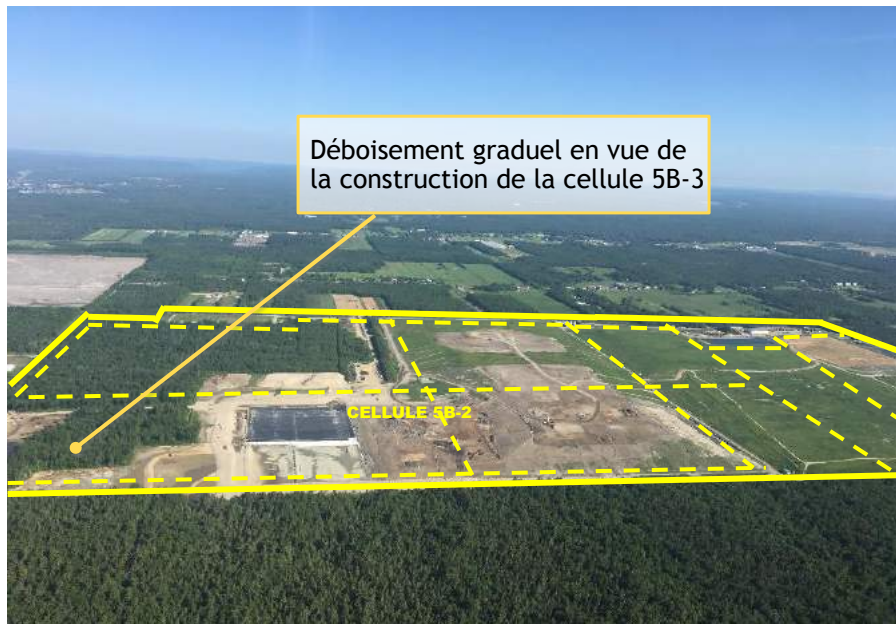 Déboisement graduel en vue de
la construction de la cellule 5B-3
CELLULE 5B-2